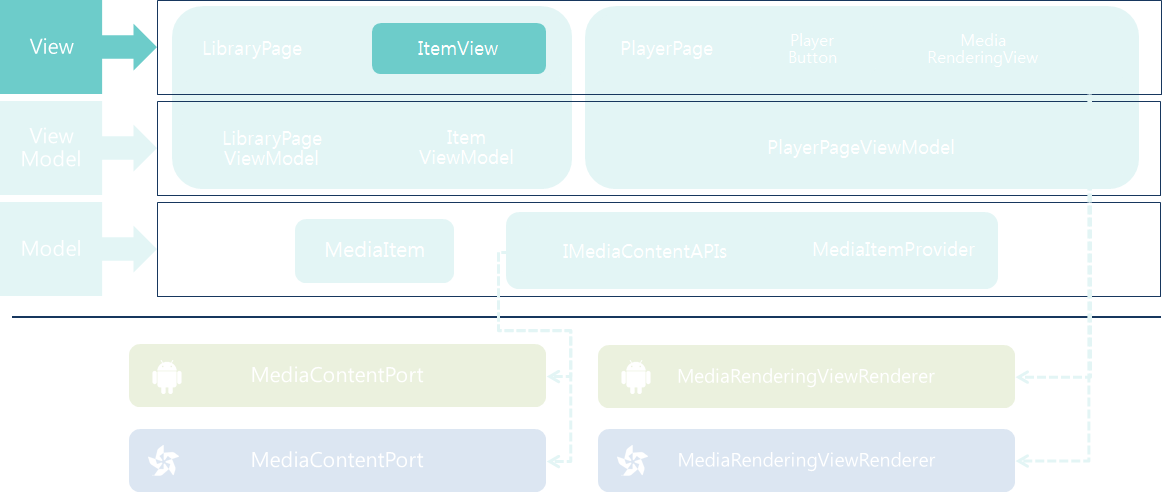 View
LibraryPage
ItemView
PlayerPage
Player
Button
Media
RenderingView
View
Model
LibraryPage
ViewModel
Item
ViewModel
PlayerPageViewModel
Model
MediaItem
IMediaContentAPIs
MediaItemProvider
MediaContentPort
MediaRenderingViewRenderer
MediaContentPort
MediaRenderingViewRenderer